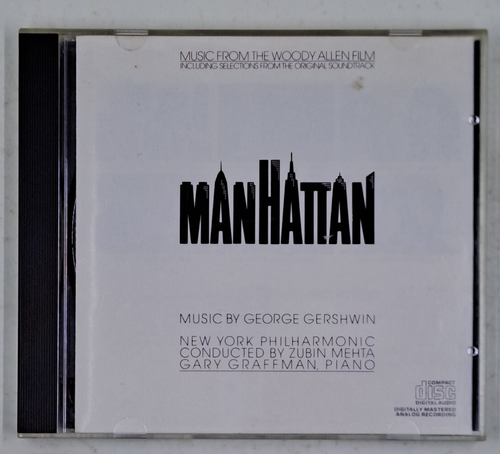 MUSIC FROM THE WOODY ALLEN FILM
INCLUDING SELECTIONS FROM THE ORIGINAL SOUNDTRACK
MANHATTAN
MUSIC BY GEORGE GERSHWIN
NEW YORK PHILHARMONIC
CONDUCTED BY ZUBIN MEHTA
GARY GRAFFMAN, PIANO
COMPACT
disc
DIGITAL AUDIO
DIGITALLY MASTERED
ANALOG RECORDING